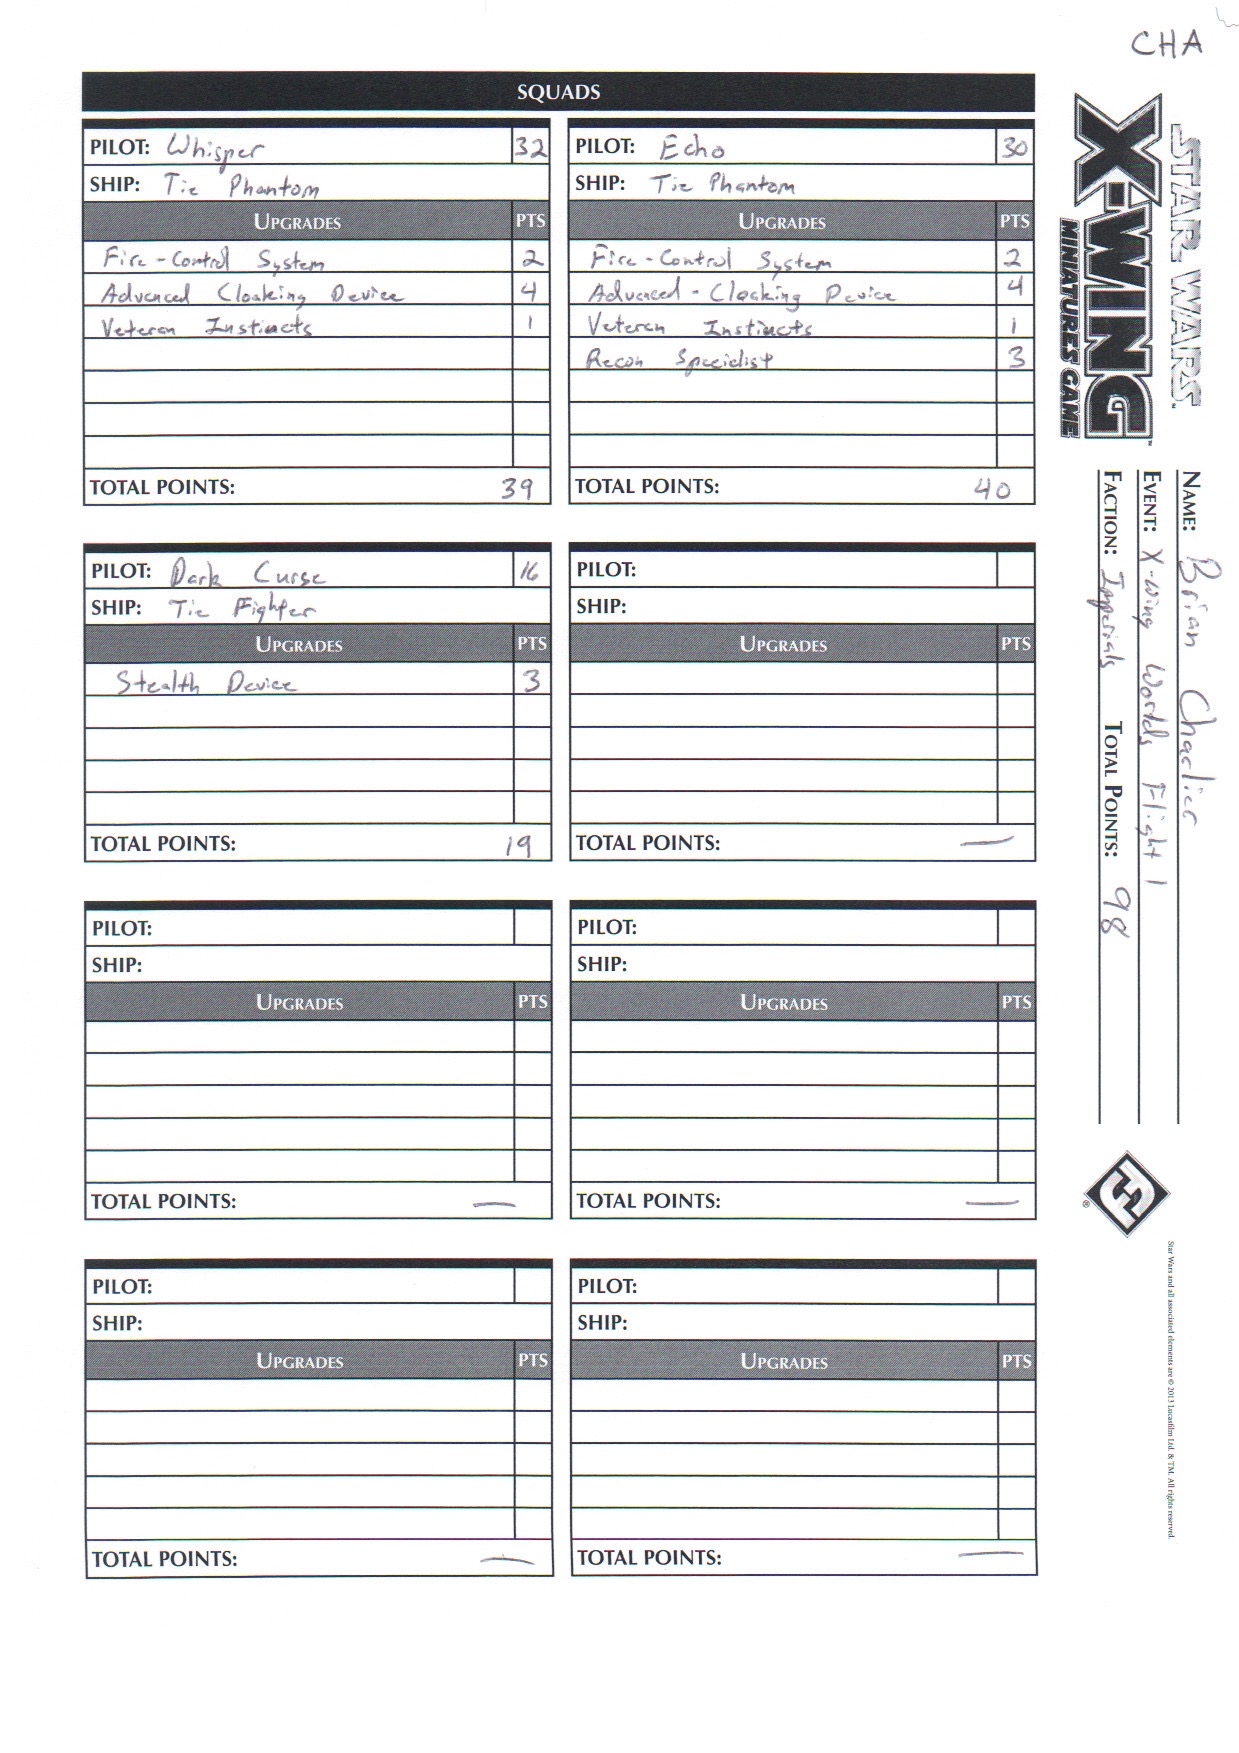 CHA
SQUADS
PILOT: Whisper 32
SHIP: Tie Phantom
UPGRADES PTS
Fire-Control System 2
Advanced Cloaking Device 4
Veteran Instincts 1
TOTAL POINTS: 39
PILOT: Echo 30
SHIP: Tie Phantom
UPGRADES PTS
Fire-Control System 2
Advanced-Cloaking Device 4
Veteran Instincts 1
Recon Specialist 3
TOTAL POINTS: 40
PILOT: Dark Curse 16
SHIP: Tie Fighter
UPGRADES PTS
Stealth Device 3
TOTAL POINTS: 19
PILOT:
SHIP:
UPGRADES PTS
TOTAL POINTS: —
PILOT:
SHIP:
UPGRADES PTS
TOTAL POINTS: —
PILOT:
SHIP:
UPGRADES PTS
TOTAL POINTS: —
PILOT:
SHIP:
UPGRADES PTS
TOTAL POINTS: —
PILOT:
SHIP:
UPGRADES PTS
TOTAL POINTS: —
STAR WARS™
X-WING™
MINIATURES GAME
NAME: Brian Charlier
EVENT: X-wing Worlds Flight 1
FACTION: Imperials TOTAL POINTS: 98
®
Star Wars and all associated elements are © 2013 Lucasfilm Ltd. & TM. All rights reserved.